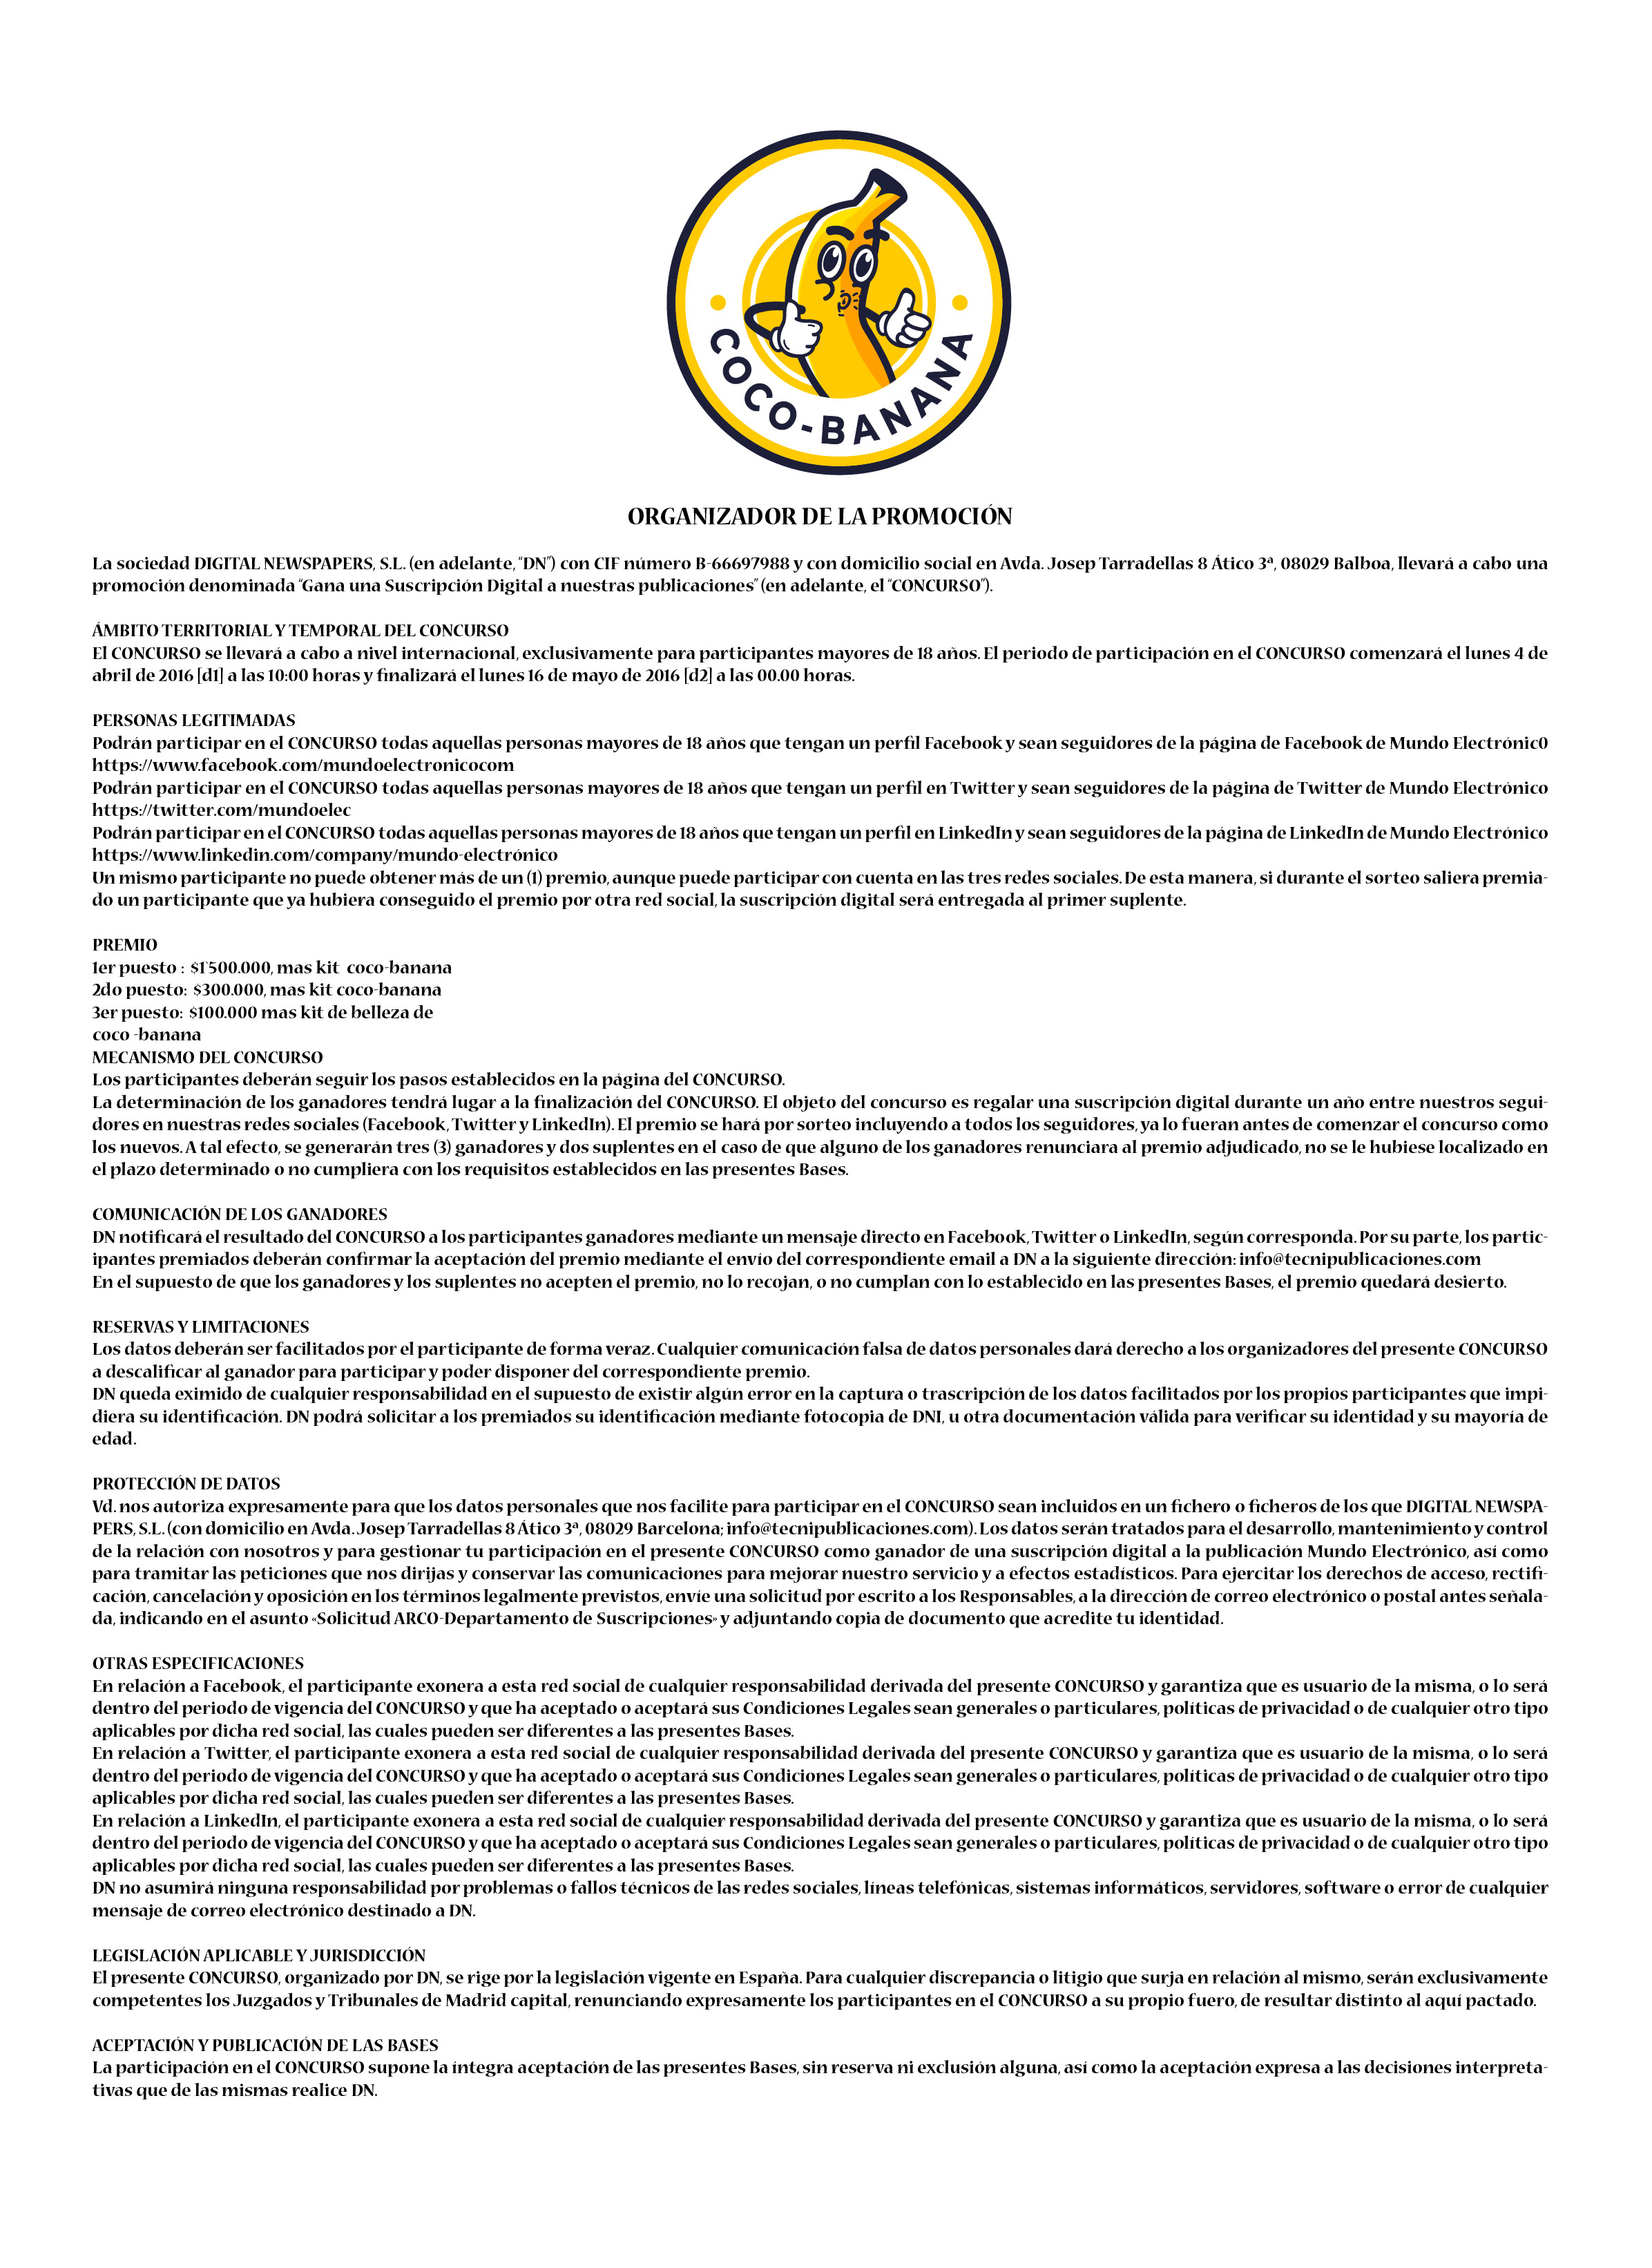 COCO-BANANA
ORGANIZADOR DE LA PROMOCIÓN
La sociedad DIGITAL NEWSPAPERS, S.L. (en adelante, “DN”) con CIF número B-66697988 y con domicilio social en Avda. Josep Tarradellas 8 Ático 3ª, 08029 Balboa, llevará a cabo una
promoción denominada “Gana una Suscripción Digital a nuestras publicaciones” (en adelante, el “CONCURSO”).
ÁMBITO TERRITORIAL Y TEMPORAL DEL CONCURSO
El CONCURSO se llevará a cabo a nivel internacional, exclusivamente para participantes mayores de 18 años. El periodo de participación en el CONCURSO comenzará el lunes 4 de
abril de 2016 [d1] a las 10:00 horas y finalizará el lunes 16 de mayo de 2016 [d2] a las 00.00 horas.
PERSONAS LEGITIMADAS
Podrán participar en el CONCURSO todas aquellas personas mayores de 18 años que tengan un perfil Facebook y sean seguidores de la página de Facebook de Mundo Electrónic0
https://www.facebook.com/mundoelectronicocom
Podrán participar en el CONCURSO todas aquellas personas mayores de 18 años que tengan un perfil en Twitter y sean seguidores de la página de Twitter de Mundo Electrónico
https://twitter.com/mundoelec
Podrán participar en el CONCURSO todas aquellas personas mayores de 18 años que tengan un perfil en LinkedIn y sean seguidores de la página de LinkedIn de Mundo Electrónico
https://www.linkedin.com/company/mundo-electrónico
Un mismo participante no puede obtener más de un (1) premio, aunque puede participar con cuenta en las tres redes sociales. De esta manera, si durante el sorteo saliera premia-
do un participante que ya hubiera conseguido el premio por otra red social, la suscripción digital será entregada al primer suplente.
PREMIO
1er puesto : $1'500.000, mas kit coco-banana
2do puesto: $300.000, mas kit coco-banana
3er puesto: $100.000 mas kit de belleza de
coco -banana
MECANISMO DEL CONCURSO
Los participantes deberán seguir los pasos establecidos en la página del CONCURSO.
La determinación de los ganadores tendrá lugar a la finalización del CONCURSO. El objeto del concurso es regalar una suscripción digital durante un año entre nuestros segui-
dores en nuestras redes sociales (Facebook, Twitter y LinkedIn). El premio se hará por sorteo incluyendo a todos los seguidores, ya lo fueran antes de comenzar el concurso como
los nuevos. A tal efecto, se generarán tres (3) ganadores y dos suplentes en el caso de que alguno de los ganadores renunciara al premio adjudicado, no se le hubiese localizado en
el plazo determinado o no cumpliera con los requisitos establecidos en las presentes Bases.
COMUNICACIÓN DE LOS GANADORES
DN notificará el resultado del CONCURSO a los participantes ganadores mediante un mensaje directo en Facebook, Twitter o LinkedIn, según corresponda. Por su parte, los partic-
ipantes premiados deberán confirmar la aceptación del premio mediante el envío del correspondiente email a DN a la siguiente dirección: info@tecnipublicaciones.com
En el supuesto de que los ganadores y los suplentes no acepten el premio, no lo recojan, o no cumplan con lo establecido en las presentes Bases, el premio quedará desierto.
RESERVAS Y LIMITACIONES
Los datos deberán ser facilitados por el participante de forma veraz. Cualquier comunicación falsa de datos personales dará derecho a los organizadores del presente CONCURSO
a descalificar al ganador para participar y poder disponer del correspondiente premio.
DN queda eximido de cualquier responsabilidad en el supuesto de existir algún error en la captura o trascripción de los datos facilitados por los propios participantes que impi-
diera su identificación. DN podrá solicitar a los premiados su identificación mediante fotocopia de DNI, u otra documentación válida para verificar su identidad y su mayoría de
edad.
PROTECCIÓN DE DATOS
Vd. nos autoriza expresamente para que los datos personales que nos facilite para participar en el CONCURSO sean incluidos en un fichero o ficheros de los que DIGITAL NEWSPA-
PERS, S.L. (con domicilio en Avda. Josep Tarradellas 8 Ático 3ª, 08029 Barcelona; info@tecnipublicaciones.com). Los datos serán tratados para el desarrollo, mantenimiento y control
de la relación con nosotros y para gestionar tu participación en el presente CONCURSO como ganador de una suscripción digital a la publicación Mundo Electrónico, así como
para tramitar las peticiones que nos dirijas y conservar las comunicaciones para mejorar nuestro servicio y a efectos estadísticos. Para ejercitar los derechos de acceso, rectifi-
cación, cancelación y oposición en los términos legalmente previstos, envíe una solicitud por escrito a los Responsables, a la dirección de correo electrónico o postal antes señala-
da, indicando en el asunto «Solicitud ARCO-Departamento de Suscripciones» y adjuntando copia de documento que acredite tu identidad.
OTRAS ESPECIFICACIONES
En relación a Facebook, el participante exonera a esta red social de cualquier responsabilidad derivada del presente CONCURSO y garantiza que es usuario de la misma, o lo será
dentro del periodo de vigencia del CONCURSO y que ha aceptado o aceptará sus Condiciones Legales sean generales o particulares, políticas de privacidad o de cualquier otro tipo
aplicables por dicha red social, las cuales pueden ser diferentes a las presentes Bases.
En relación a Twitter, el participante exonera a esta red social de cualquier responsabilidad derivada del presente CONCURSO y garantiza que es usuario de la misma, o lo será
dentro del periodo de vigencia del CONCURSO y que ha aceptado o aceptará sus Condiciones Legales sean generales o particulares, políticas de privacidad o de cualquier otro tipo
aplicables por dicha red social, las cuales pueden ser diferentes a las presentes Bases.
En relación a LinkedIn, el participante exonera a esta red social de cualquier responsabilidad derivada del presente CONCURSO y garantiza que es usuario de la misma, o lo será
dentro del periodo de vigencia del CONCURSO y que ha aceptado o aceptará sus Condiciones Legales sean generales o particulares, políticas de privacidad o de cualquier otro tipo
aplicables por dicha red social, las cuales pueden ser diferentes a las presentes Bases.
DN no asumirá ninguna responsabilidad por problemas o fallos técnicos de las redes sociales, líneas telefónicas, sistemas informáticos, servidores, software o error de cualquier
mensaje de correo electrónico destinado a DN.
LEGISLACIÓN APLICABLE Y JURISDICCIÓN
El presente CONCURSO, organizado por DN, se rige por la legislación vigente en España. Para cualquier discrepancia o litigio que surja en relación al mismo, serán exclusivamente
competentes los Juzgados y Tribunales de Madrid capital, renunciando expresamente los participantes en el CONCURSO a su propio fuero, de resultar distinto al aquí pactado.
ACEPTACIÓN Y PUBLICACIÓN DE LAS BASES
La participación en el CONCURSO supone la íntegra aceptación de las presentes Bases, sin reserva ni exclusión alguna, así como la aceptación expresa a las decisiones interpreta-
tivas que de las mismas realice DN.